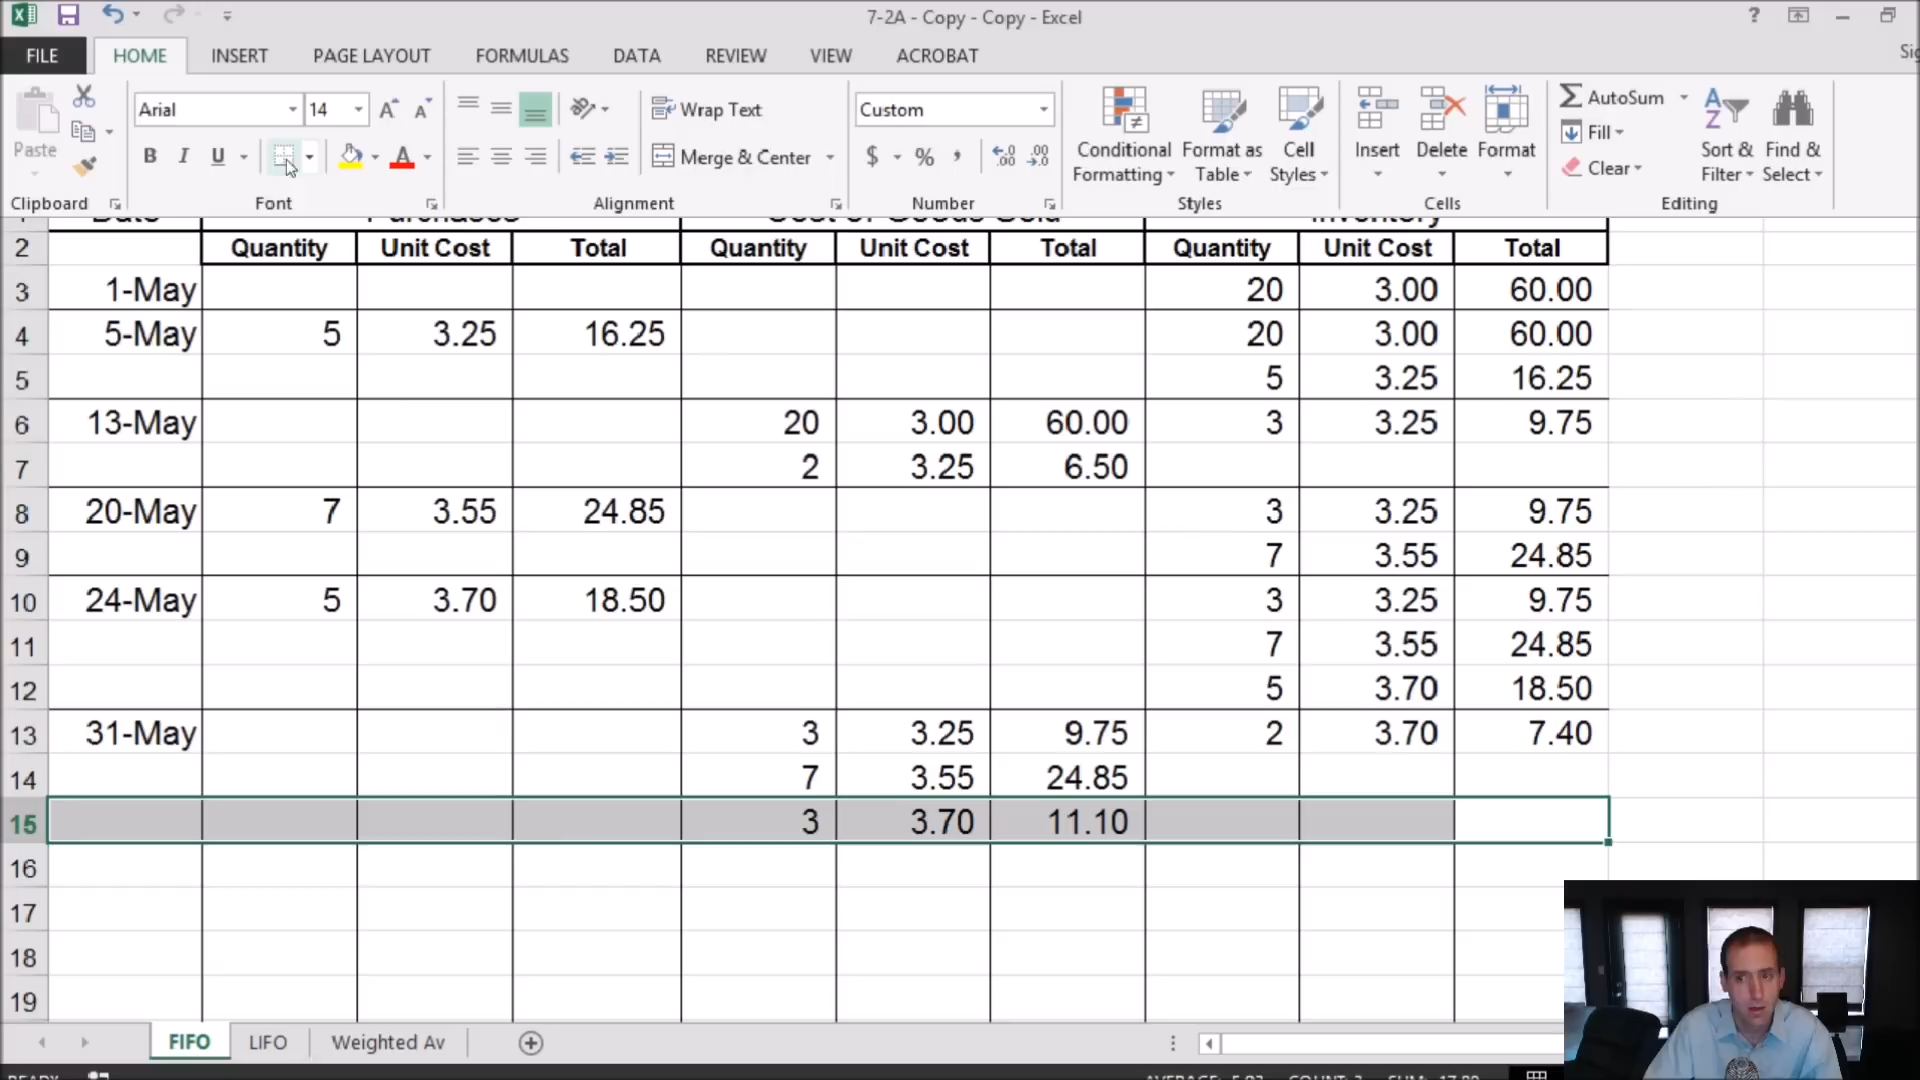 7-2A - Copy - Copy - Excel
?
FILE HOME INSERT PAGE LAYOUT FORMULAS DATA REVIEW VIEW ACROBAT
Arial 14 Wrap Text Custom AutoSum
Paste B I U Merge & Center $ % , Conditional Formatting Format as Table Cell Styles Insert Delete Format Fill Clear Sort & Filter Find & Select
Clipboard Font Alignment Number Styles Cells Editing
Date Purchases Cost of Goods Sold Inventory
2 Quantity Unit Cost Total Quantity Unit Cost Total Quantity Unit Cost Total
3 1-May 20 3.00 60.00
4 5-May 5 3.25 16.25 20 3.00 60.00
5 5 3.25 16.25
6 13-May 20 3.00 60.00 3 3.25 9.75
7 2 3.25 6.50
8 20-May 7 3.55 24.85 3 3.25 9.75
9 7 3.55 24.85
10 24-May 5 3.70 18.50 3 3.25 9.75
11 7 3.55 24.85
12 5 3.70 18.50
13 31-May 3 3.25 9.75 2 3.70 7.40
14 7 3.55 24.85
15 3 3.70 11.10
16
17
18
19
FIFO LIFO Weighted Av